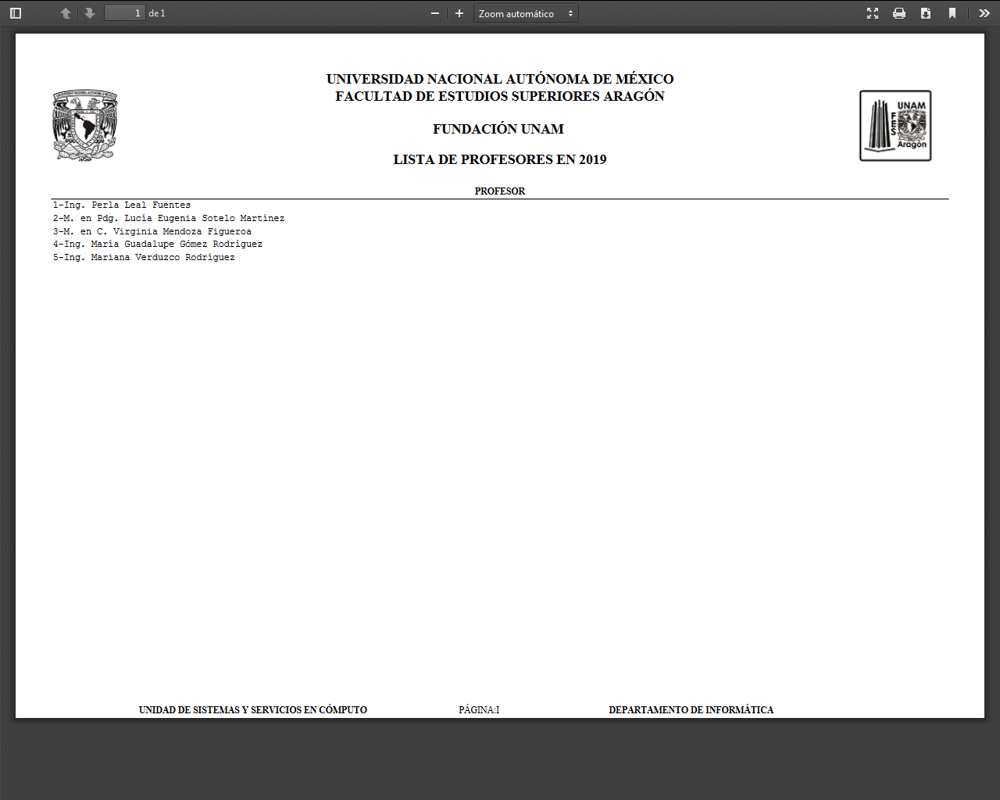 1 de 1 Zoom automático
UNIVERSIDAD NACIONAL AUTÓNOMA DE MÉXICO
FACULTAD DE ESTUDIOS SUPERIORES ARAGÓN
UNAM
FES
Aragón
FUNDACIÓN UNAM
LISTA DE PROFESORES EN 2019
PROFESOR
1-Ing. Perla Leal Fuentes
2-M. en Pdg. Lucía Eugenia Sotelo Martínez
3-M. en C. Virginia Mendoza Figueroa
4-Ing. María Guadalupe Gómez Rodríguez
5-Ing. Mariana Verduzco Rodríguez
UNIDAD DE SISTEMAS Y SERVICIOS EN CÓMPUTO PÁGINA:I DEPARTAMENTO DE INFORMÁTICA